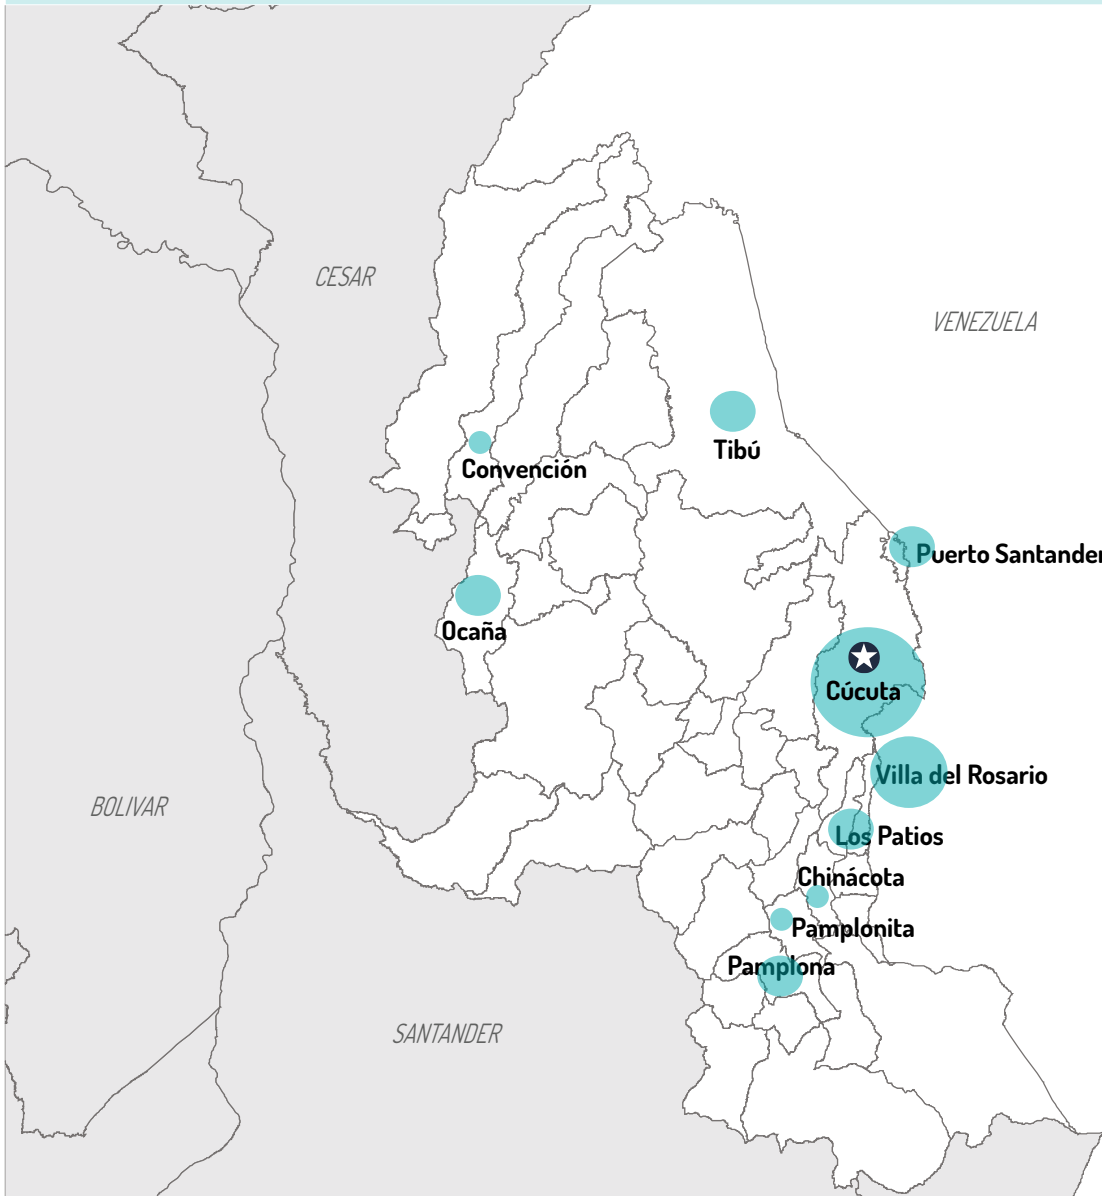 CESAR
VENEZUELA
Tibú
Convención
Puerto Santander
Ocaña
Cúcuta
Villa del Rosario
BOLIVAR
Los Patios
Chinácota
Pamplonita
Pamplona
SANTANDER